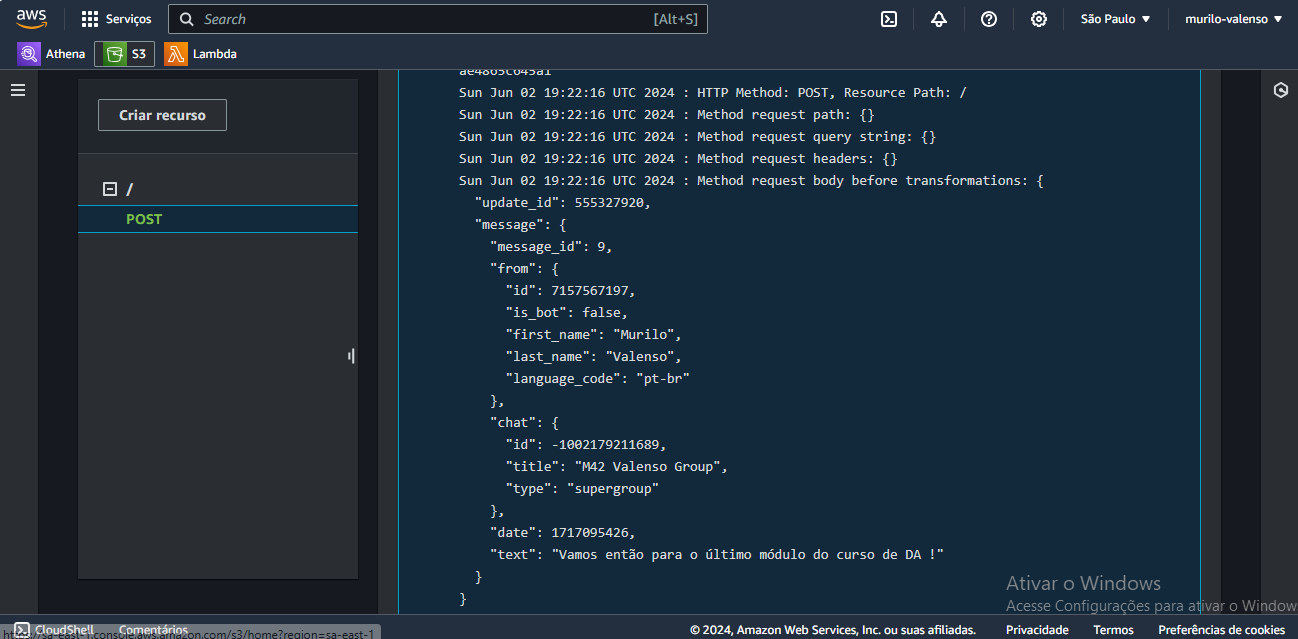 aws
Serviços
Search
[Alt+S]
São Paulo
murilo-valenso
Athena
S3
Lambda
Criar recurso
/
POST
ae4865c645a1
Sun Jun 02 19:22:16 UTC 2024 : HTTP Method: POST, Resource Path: /
Sun Jun 02 19:22:16 UTC 2024 : Method request path: {}
Sun Jun 02 19:22:16 UTC 2024 : Method request query string: {}
Sun Jun 02 19:22:16 UTC 2024 : Method request headers: {}
Sun Jun 02 19:22:16 UTC 2024 : Method request body before transformations: {
"update_id": 555327920,
"message": {
"message_id": 9,
"from": {
"id": 7157567197,
"is_bot": false,
"first_name": "Murilo",
"last_name": "Valenso",
"language_code": "pt-br"
},
"chat": {
"id": -1002179211689,
"title": "M42 Valenso Group",
"type": "supergroup"
},
"date": 1717095426,
"text": "Vamos então para o último módulo do curso de DA !"
}
}
Ativar o Windows
Acesse Configurações para ativar o Window
CloudShell
Comentários
https://sa-east-1.console.aws.amazon.com/s3/home?region=sa-east-1
© 2024, Amazon Web Services, Inc. ou suas afiliadas.
Privacidade
Termos
Preferências de cookies